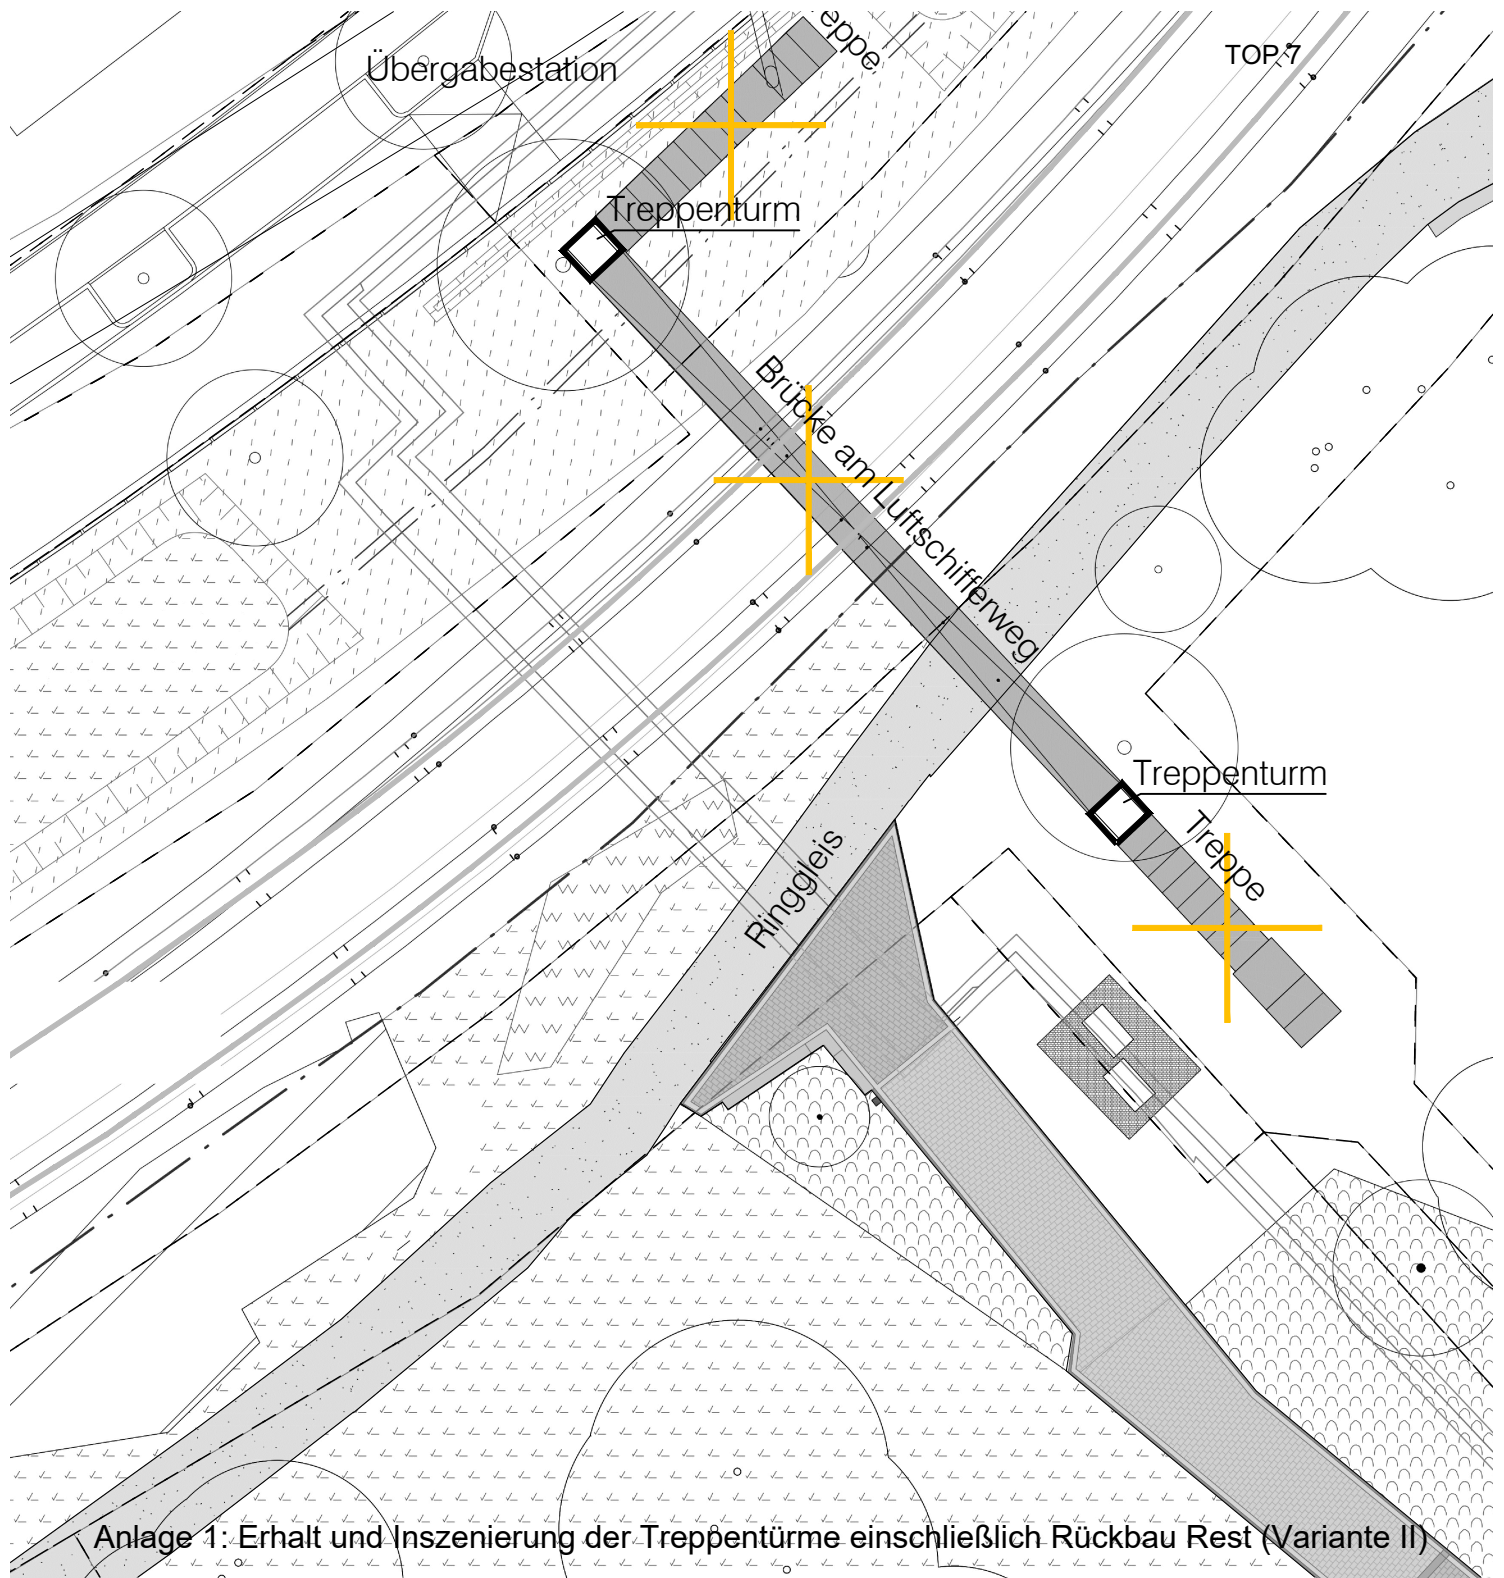 TOP 7
Übergabestation
eppe
Treppenturm
Brücke am Luftschifferweg
Treppenturm
Treppe
Ringgleis
Anlage 1: Erhalt und Inszenierung der Treppentürme einschließlich Rückbau Rest (Variante II)